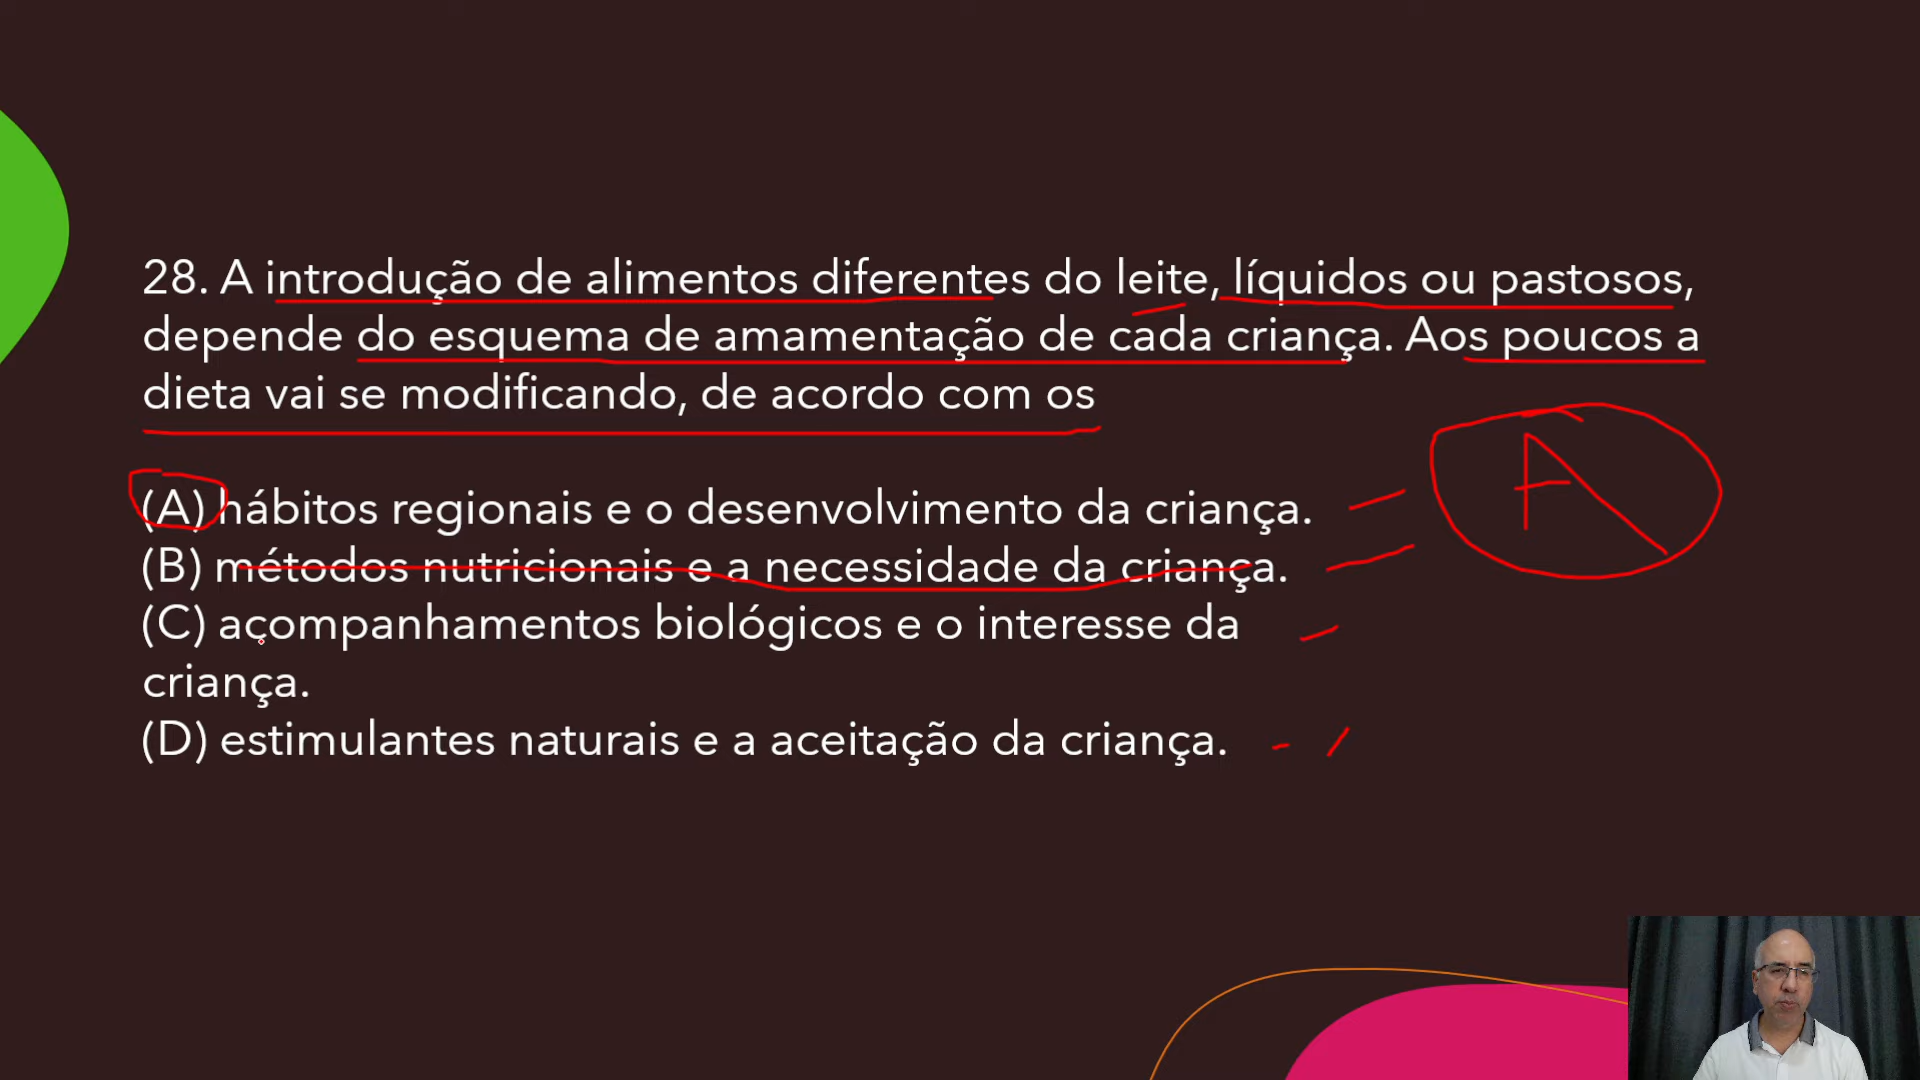 28. A introdução de alimentos diferentes do leite, líquidos ou pastosos,
depende do esquema de amamentação de cada criança. Aos poucos a
dieta vai se modificando, de acordo com os
(A) hábitos regionais e o desenvolvimento da criança.
A
(B) métodos nutricionais e a necessidade da criança.
(C) acompanhamentos biológicos e o interesse da
criança.
(D) estimulantes naturais e a aceitação da criança.